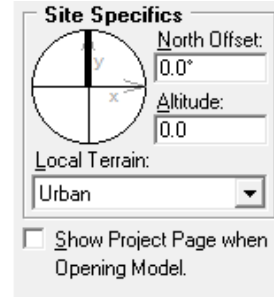 Site Specifics
North Offset:
y
0.0°
x
Altitude:
0.0
Local Terrain:
Urban
Show Project Page when
Opening Model.